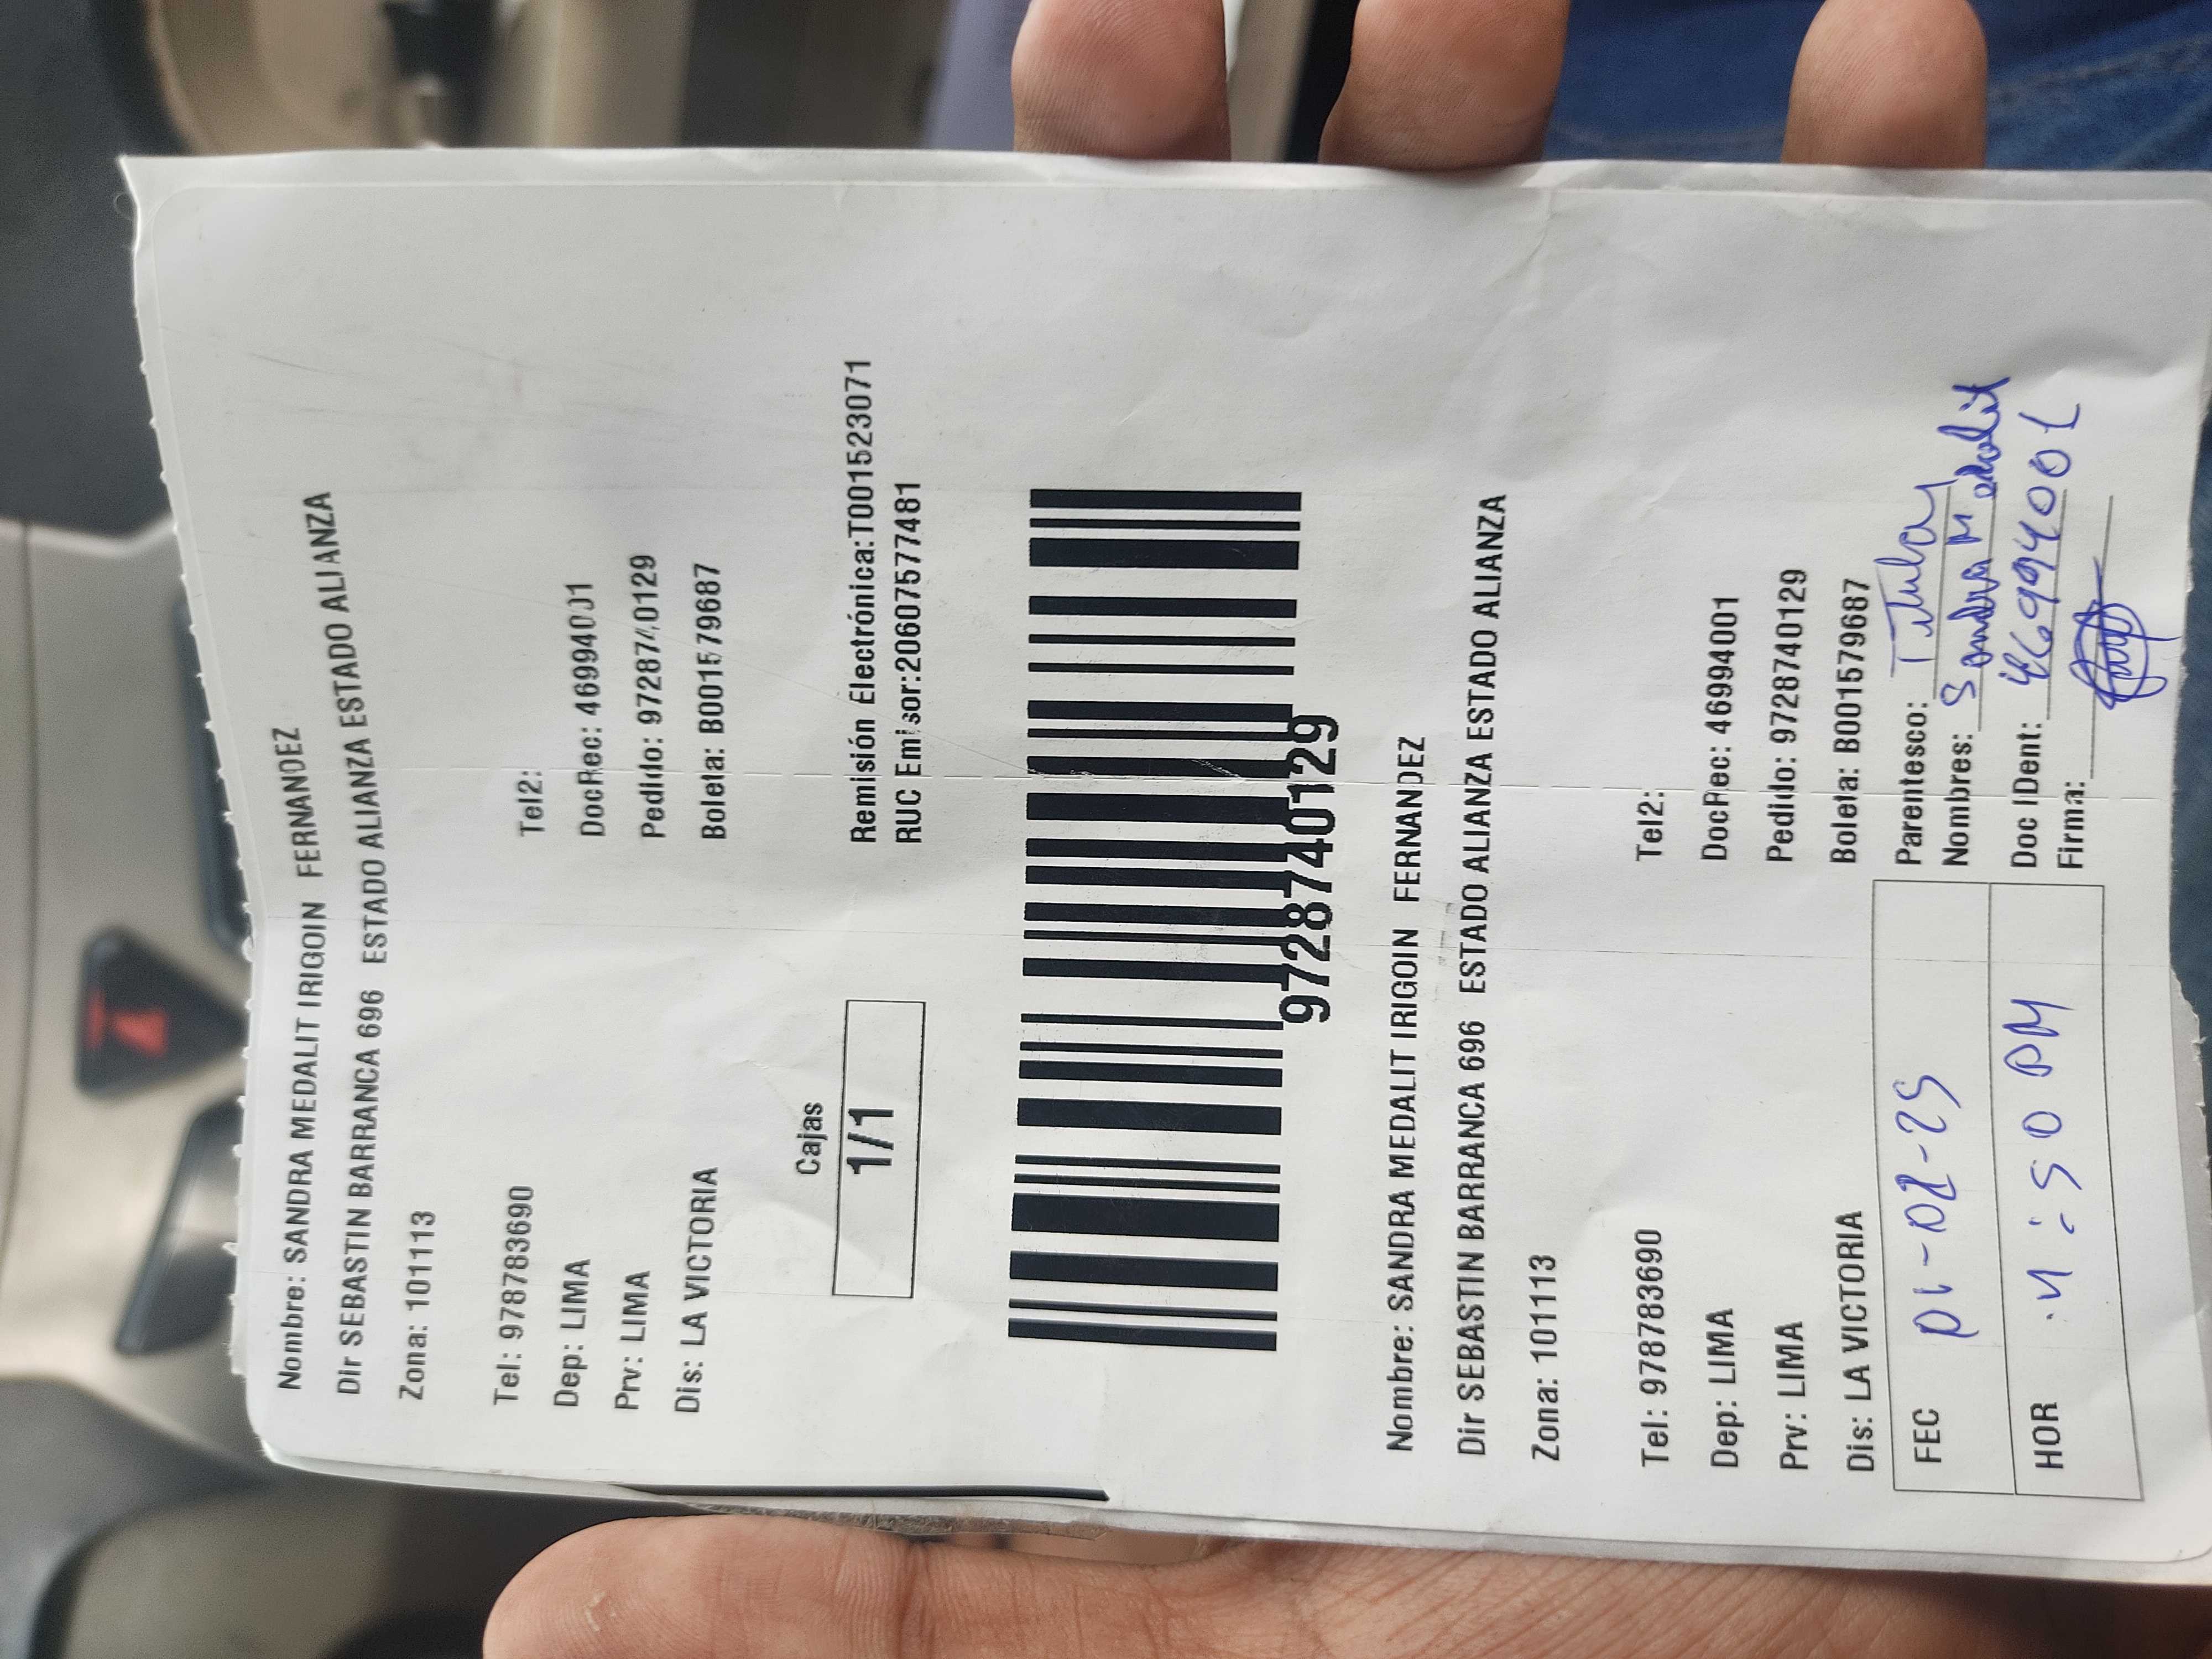 Nombre: SANDRA MEDALIT IRIGOIN FERNANDEZ
Dir SEBASTIN BARRANCA 696 ESTADO ALIANZA ESTADO ALIANZA
Zona: 101113
Tel: 978783690 Tel2:
Dep: LIMA DocRec: 46994001
Prv: LIMA Pedido: 9728740129
Dis: LA VICTORIA Boleta: B001579687
Cajas
1/1
Remisión Electrónica:T001523071
RUC Emisor:20607577481
9728740129
Nombre: SANDRA MEDALIT IRIGOIN FERNANDEZ
Dir SEBASTIN BARRANCA 696 ESTADO ALIANZA ESTADO ALIANZA
Zona: 101113
Tel: 978783690 Tel2:
Dep: LIMA DocRec: 46994001
Prv: LIMA Pedido: 9728740129
Dis: LA VICTORIA Boleta: B001579687
FEC Parentesco: Titular
Nombres: Sandra Medalit
HOR :50 PM Doc IDent: 46994001
Firma: